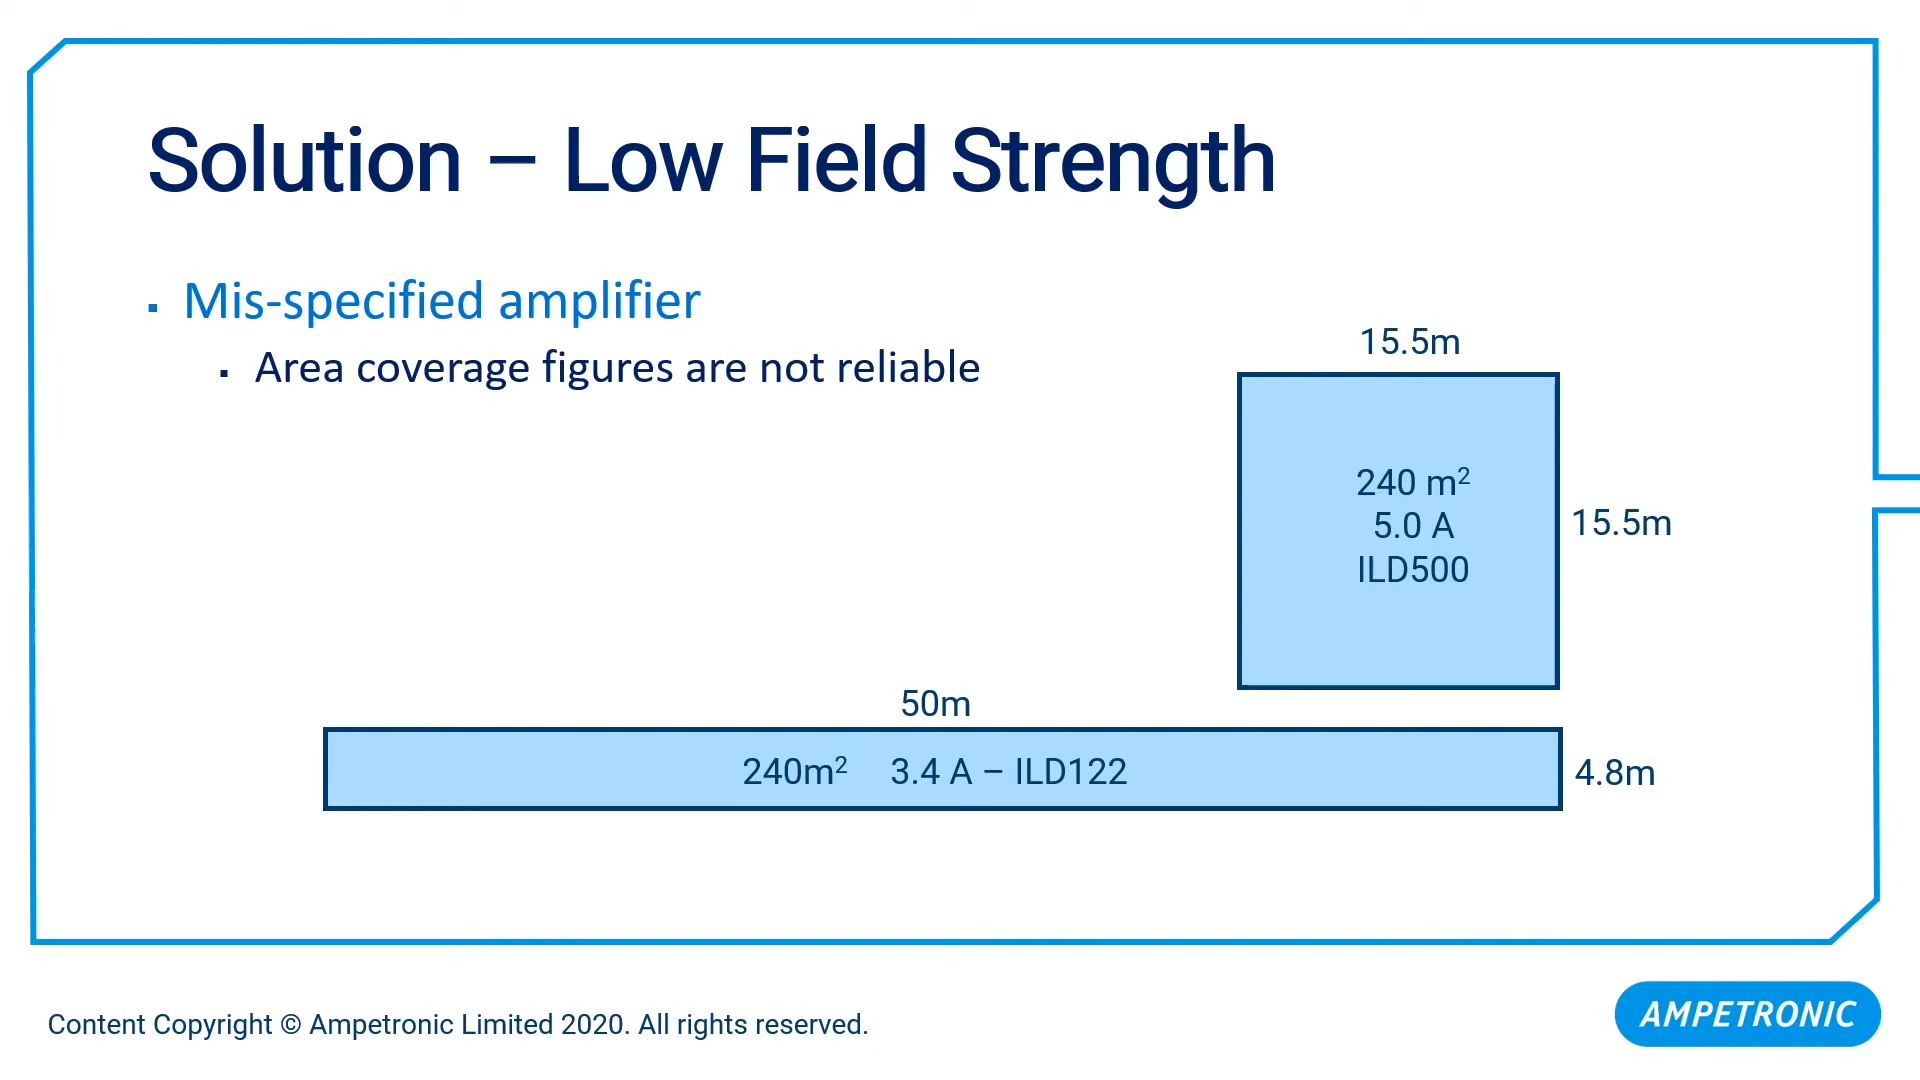 Solution – Low Field Strength
▪ Mis-specified amplifier
▪ Area coverage figures are not reliable
15.5m
240 m²
5.0 A
ILD500
15.5m
50m
240m² 3.4 A – ILD122
4.8m
Content Copyright © Ampetronic Limited 2020. All rights reserved.
AMPETRONIC